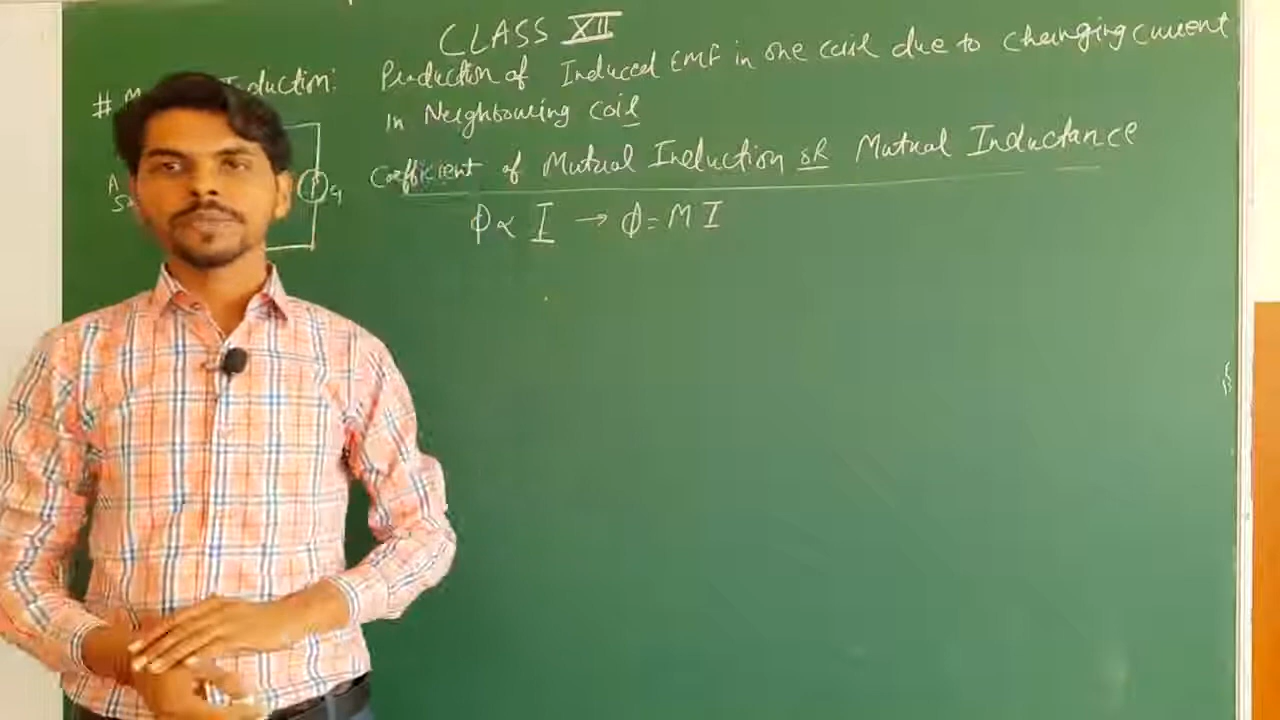 CLASS XII
# Induction: Production of Induced EMF in one coil due to changing current
in Neighbouring coil
Coefficient of Mutual Induction OR Mutual Inductance
A G
S
ϕ ∝ I → ϕ = M I